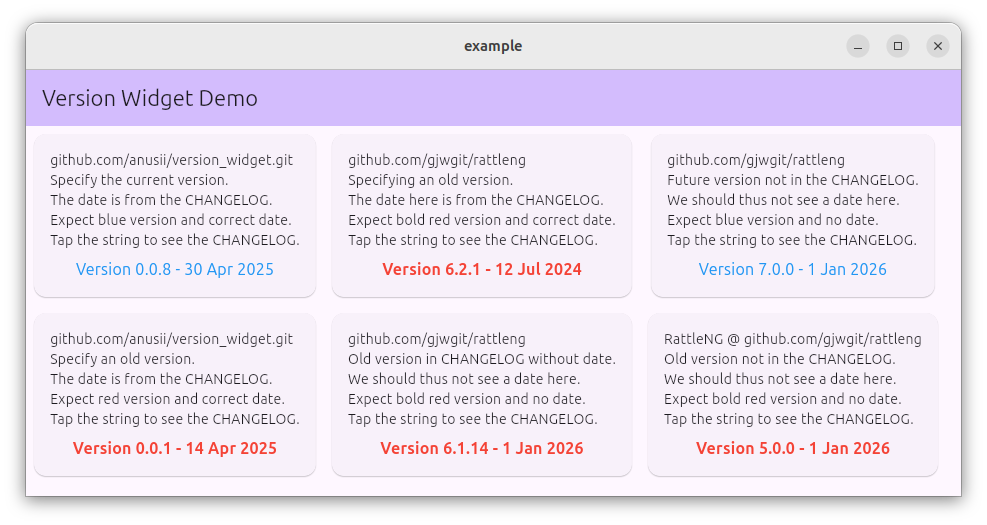 example
Version Widget Demo
github.com/anusii/version_widget.git
Specify the current version.
The date is from the CHANGELOG.
Expect blue version and correct date.
Tap the string to see the CHANGELOG.
Version 0.0.8 - 30 Apr 2025
github.com/gjwgit/rattleng
Specifying an old version.
The date here is from the CHANGELOG.
Expect bold red version and correct date.
Tap the string to see the CHANGELOG.
Version 6.2.1 - 12 Jul 2024
github.com/gjwgit/rattleng
Future version not in the CHANGELOG.
We should thus not see a date here.
Expect blue version and no date.
Tap the string to see the CHANGELOG.
Version 7.0.0 - 1 Jan 2026
github.com/anusii/version_widget.git
Specify an old version.
The date is from the CHANGELOG.
Expect red version and correct date.
Tap the string to see the CHANGELOG.
Version 0.0.1 - 14 Apr 2025
github.com/gjwgit/rattleng
Old version in CHANGELOG without date.
We should thus not see a date here.
Expect bold red version and no date.
Tap the string to see the CHANGELOG.
Version 6.1.14 - 1 Jan 2026
RattleNG @ github.com/gjwgit/rattleng
Old version not in the CHANGELOG.
We should thus not see a date here.
Expect bold red version and no date.
Tap the string to see the CHANGELOG.
Version 5.0.0 - 1 Jan 2026